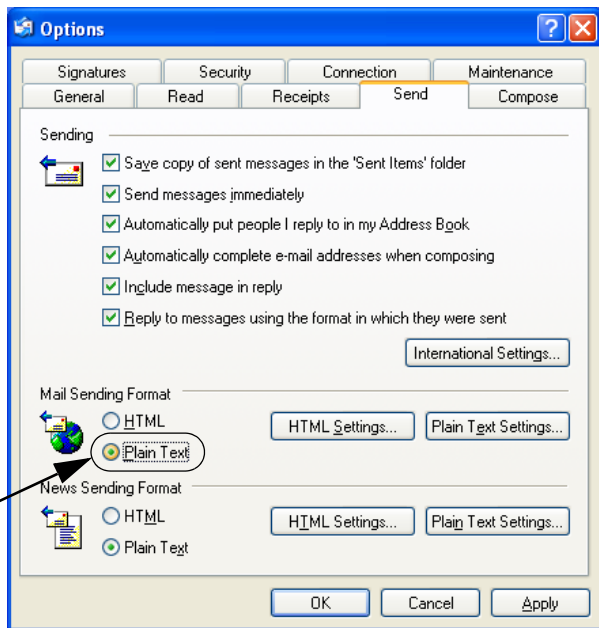 Options
Signatures Security Connection Maintenance
General Read Receipts Send Compose
Sending
Save copy of sent messages in the 'Sent Items' folder
Send messages immediately
Automatically put people I reply to in my Address Book
Automatically complete e-mail addresses when composing
Include message in reply
Reply to messages using the format in which they were sent
International Settings...
Mail Sending Format
HTML HTML Settings... Plain Text Settings...
Plain Text
News Sending Format
HTML HTML Settings... Plain Text Settings...
Plain Text
OK Cancel Apply